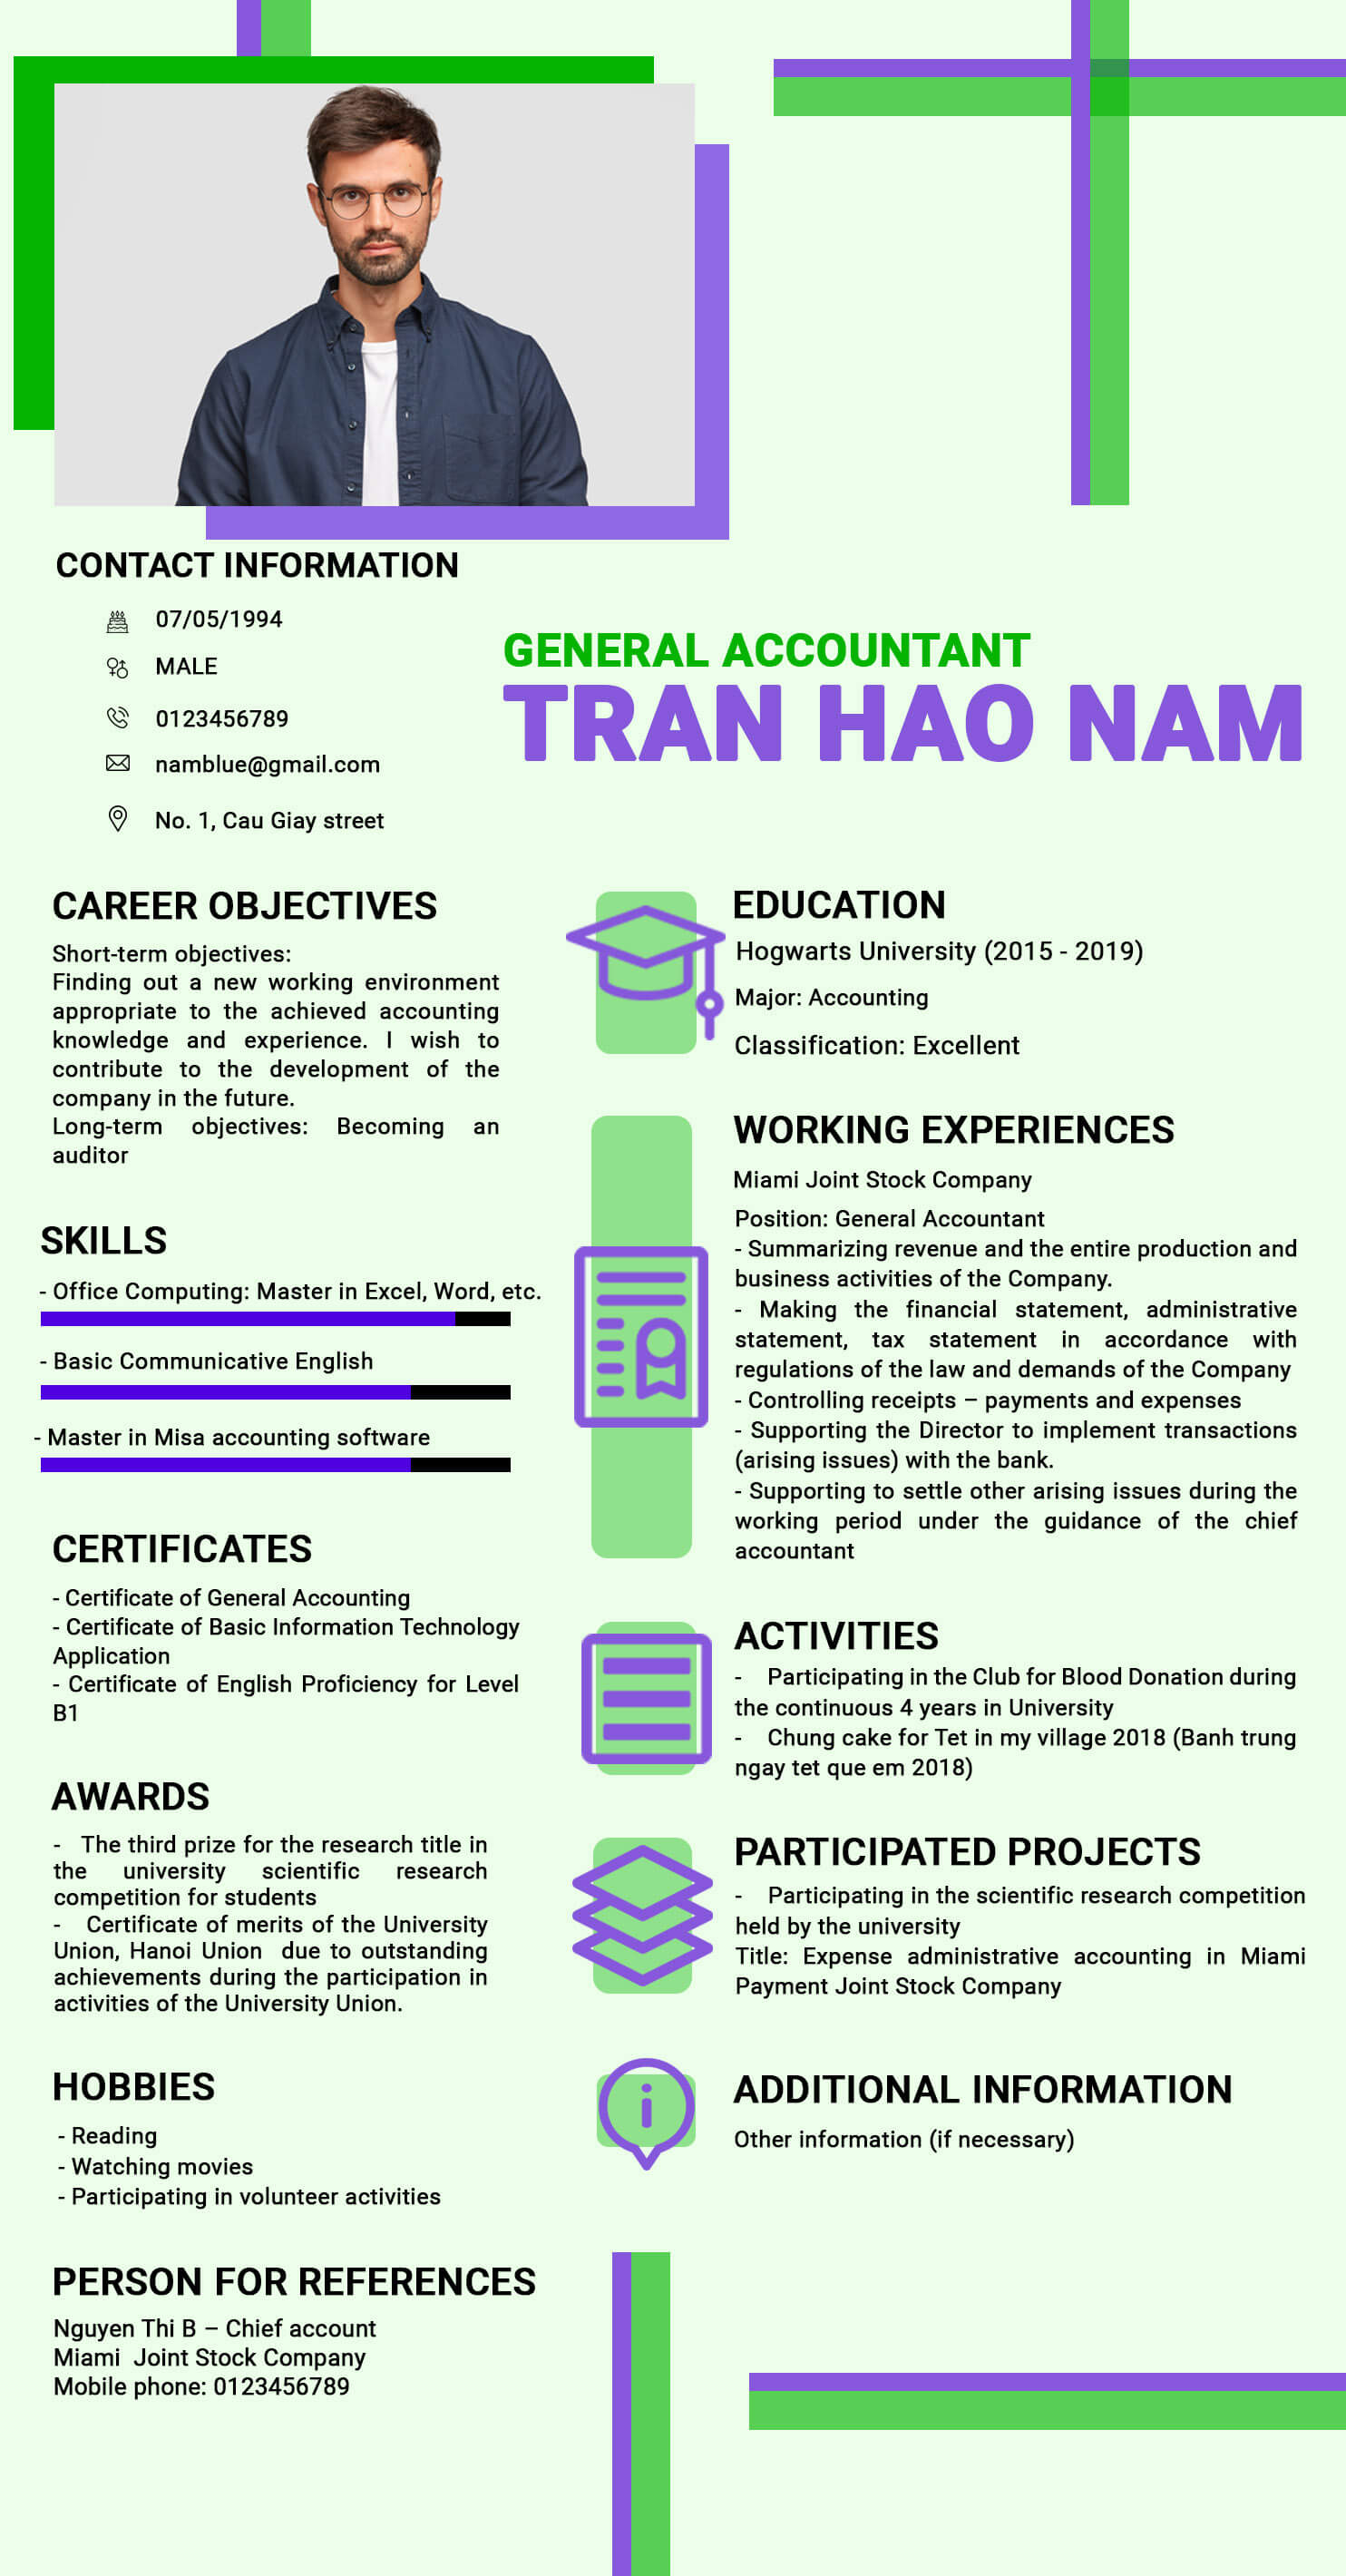 CONTACT INFORMATION
07/05/1994
MALE
0123456789
namblue@gmail.com
No. 1, Cau Giay street
GENERAL ACCOUNTANT
TRAN HAO NAM
CAREER OBJECTIVES
Short-term objectives:
Finding out a new working environment
appropriate to the achieved accounting
knowledge and experience. I wish to
contribute to the development of the
company in the future.
Long-term objectives: Becoming an
auditor
SKILLS
- Office Computing: Master in Excel, Word, etc.
- Basic Communicative English
- Master in Misa accounting software
CERTIFICATES
- Certificate of General Accounting
- Certificate of Basic Information Technology
Application
- Certificate of English Proficiency for Level
B1
AWARDS
- The third prize for the research title in
the university scientific research
competition for students
- Certificate of merits of the University
Union, Hanoi Union due to outstanding
achievements during the participation in
activities of the University Union.
HOBBIES
- Reading
- Watching movies
- Participating in volunteer activities
PERSON FOR REFERENCES
Nguyen Thi B – Chief account
Miami Joint Stock Company
Mobile phone: 0123456789
EDUCATION
Hogwarts University (2015 - 2019)
Major: Accounting
Classification: Excellent
WORKING EXPERIENCES
Miami Joint Stock Company
Position: General Accountant
- Summarizing revenue and the entire production and
business activities of the Company.
- Making the financial statement, administrative
statement, tax statement in accordance with
regulations of the law and demands of the Company
- Controlling receipts – payments and expenses
- Supporting the Director to implement transactions
(arising issues) with the bank.
- Supporting to settle other arising issues during the
working period under the guidance of the chief
accountant
ACTIVITIES
- Participating in the Club for Blood Donation during
the continuous 4 years in University
- Chung cake for Tet in my village 2018 (Banh trung
ngay tet que em 2018)
PARTICIPATED PROJECTS
- Participating in the scientific research competition
held by the university
Title: Expense administrative accounting in Miami
Payment Joint Stock Company
ADDITIONAL INFORMATION
Other information (if necessary)